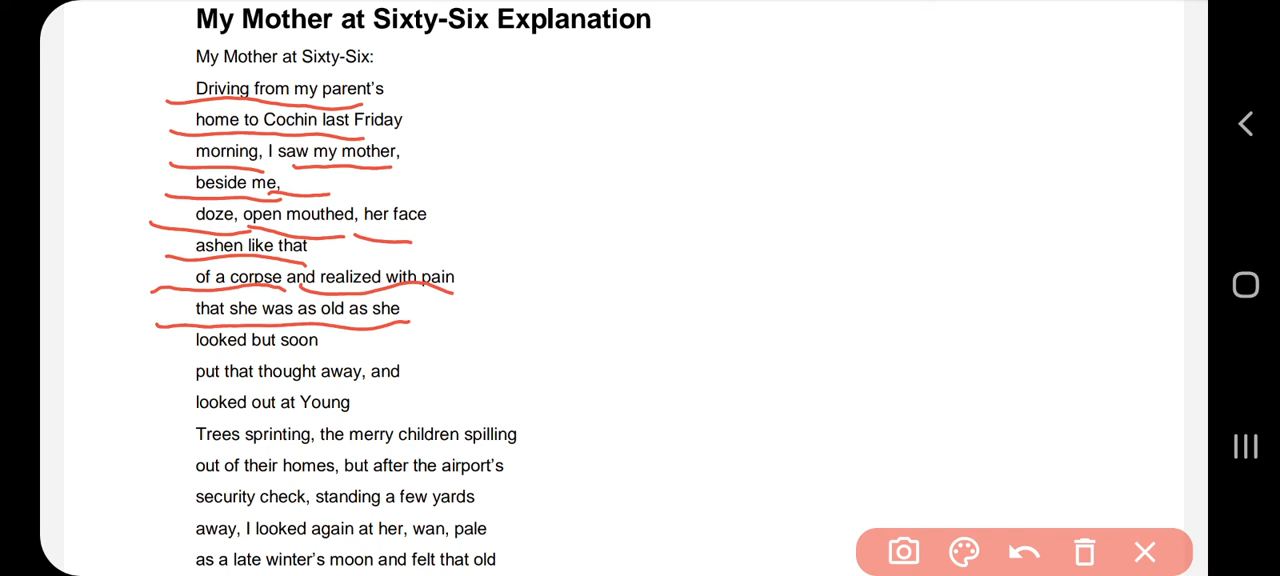 My Mother at Sixty-Six Explanation
My Mother at Sixty-Six:
Driving from my parent's
home to Cochin last Friday
morning, I saw my mother,
beside me,
doze, open mouthed, her face
ashen like that
of a corpse and realized with pain
that she was as old as she
looked but soon
put that thought away, and
looked out at Young
Trees sprinting, the merry children spilling
out of their homes, but after the airport's
security check, standing a few yards
away, I looked again at her, wan, pale
as a late winter's moon and felt that old